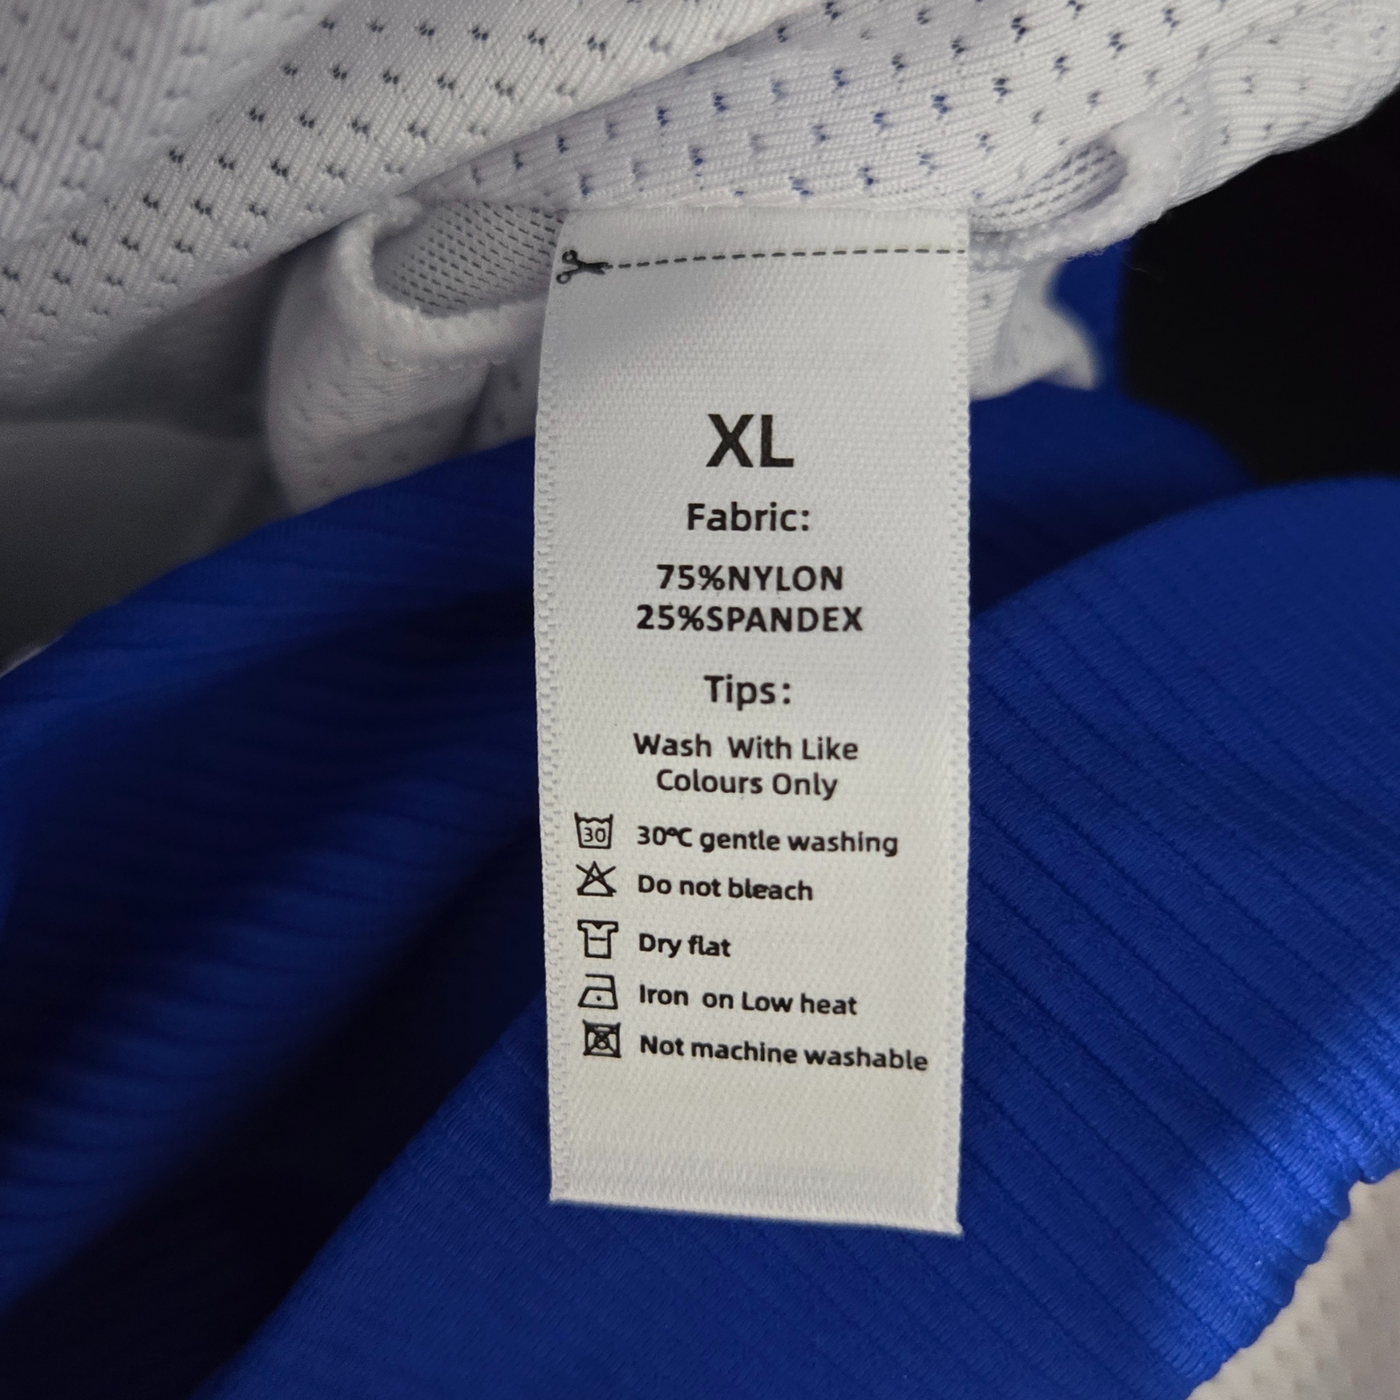 XL
Fabric:
75%NYLON
25%SPANDEX
Tips:
Wash With Like
Colours Only
30 30℃ gentle washing
Do not bleach
Dry flat
Iron on Low heat
Not machine washable